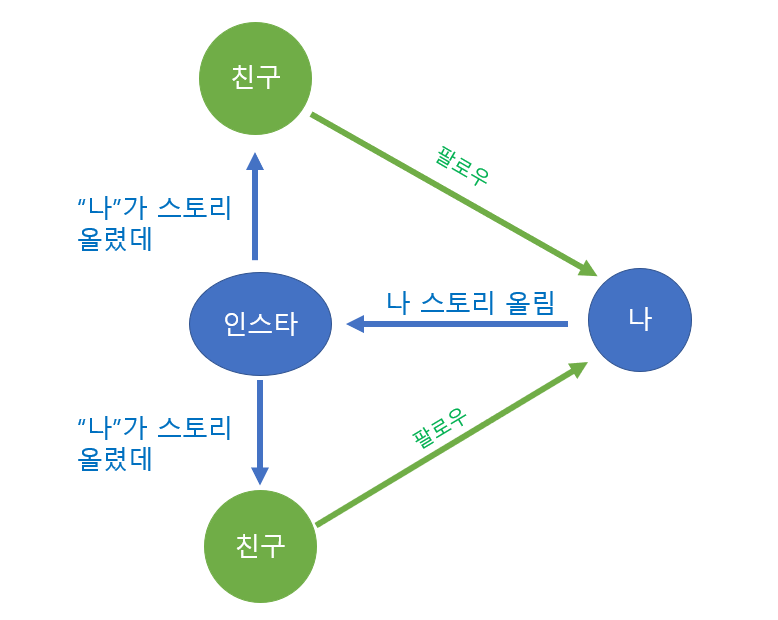 친구
팔로우
“나”가 스토리
올렸데
나 스토리 올림
인스타
나
“나”가 스토리
올렸데
팔로우
친구